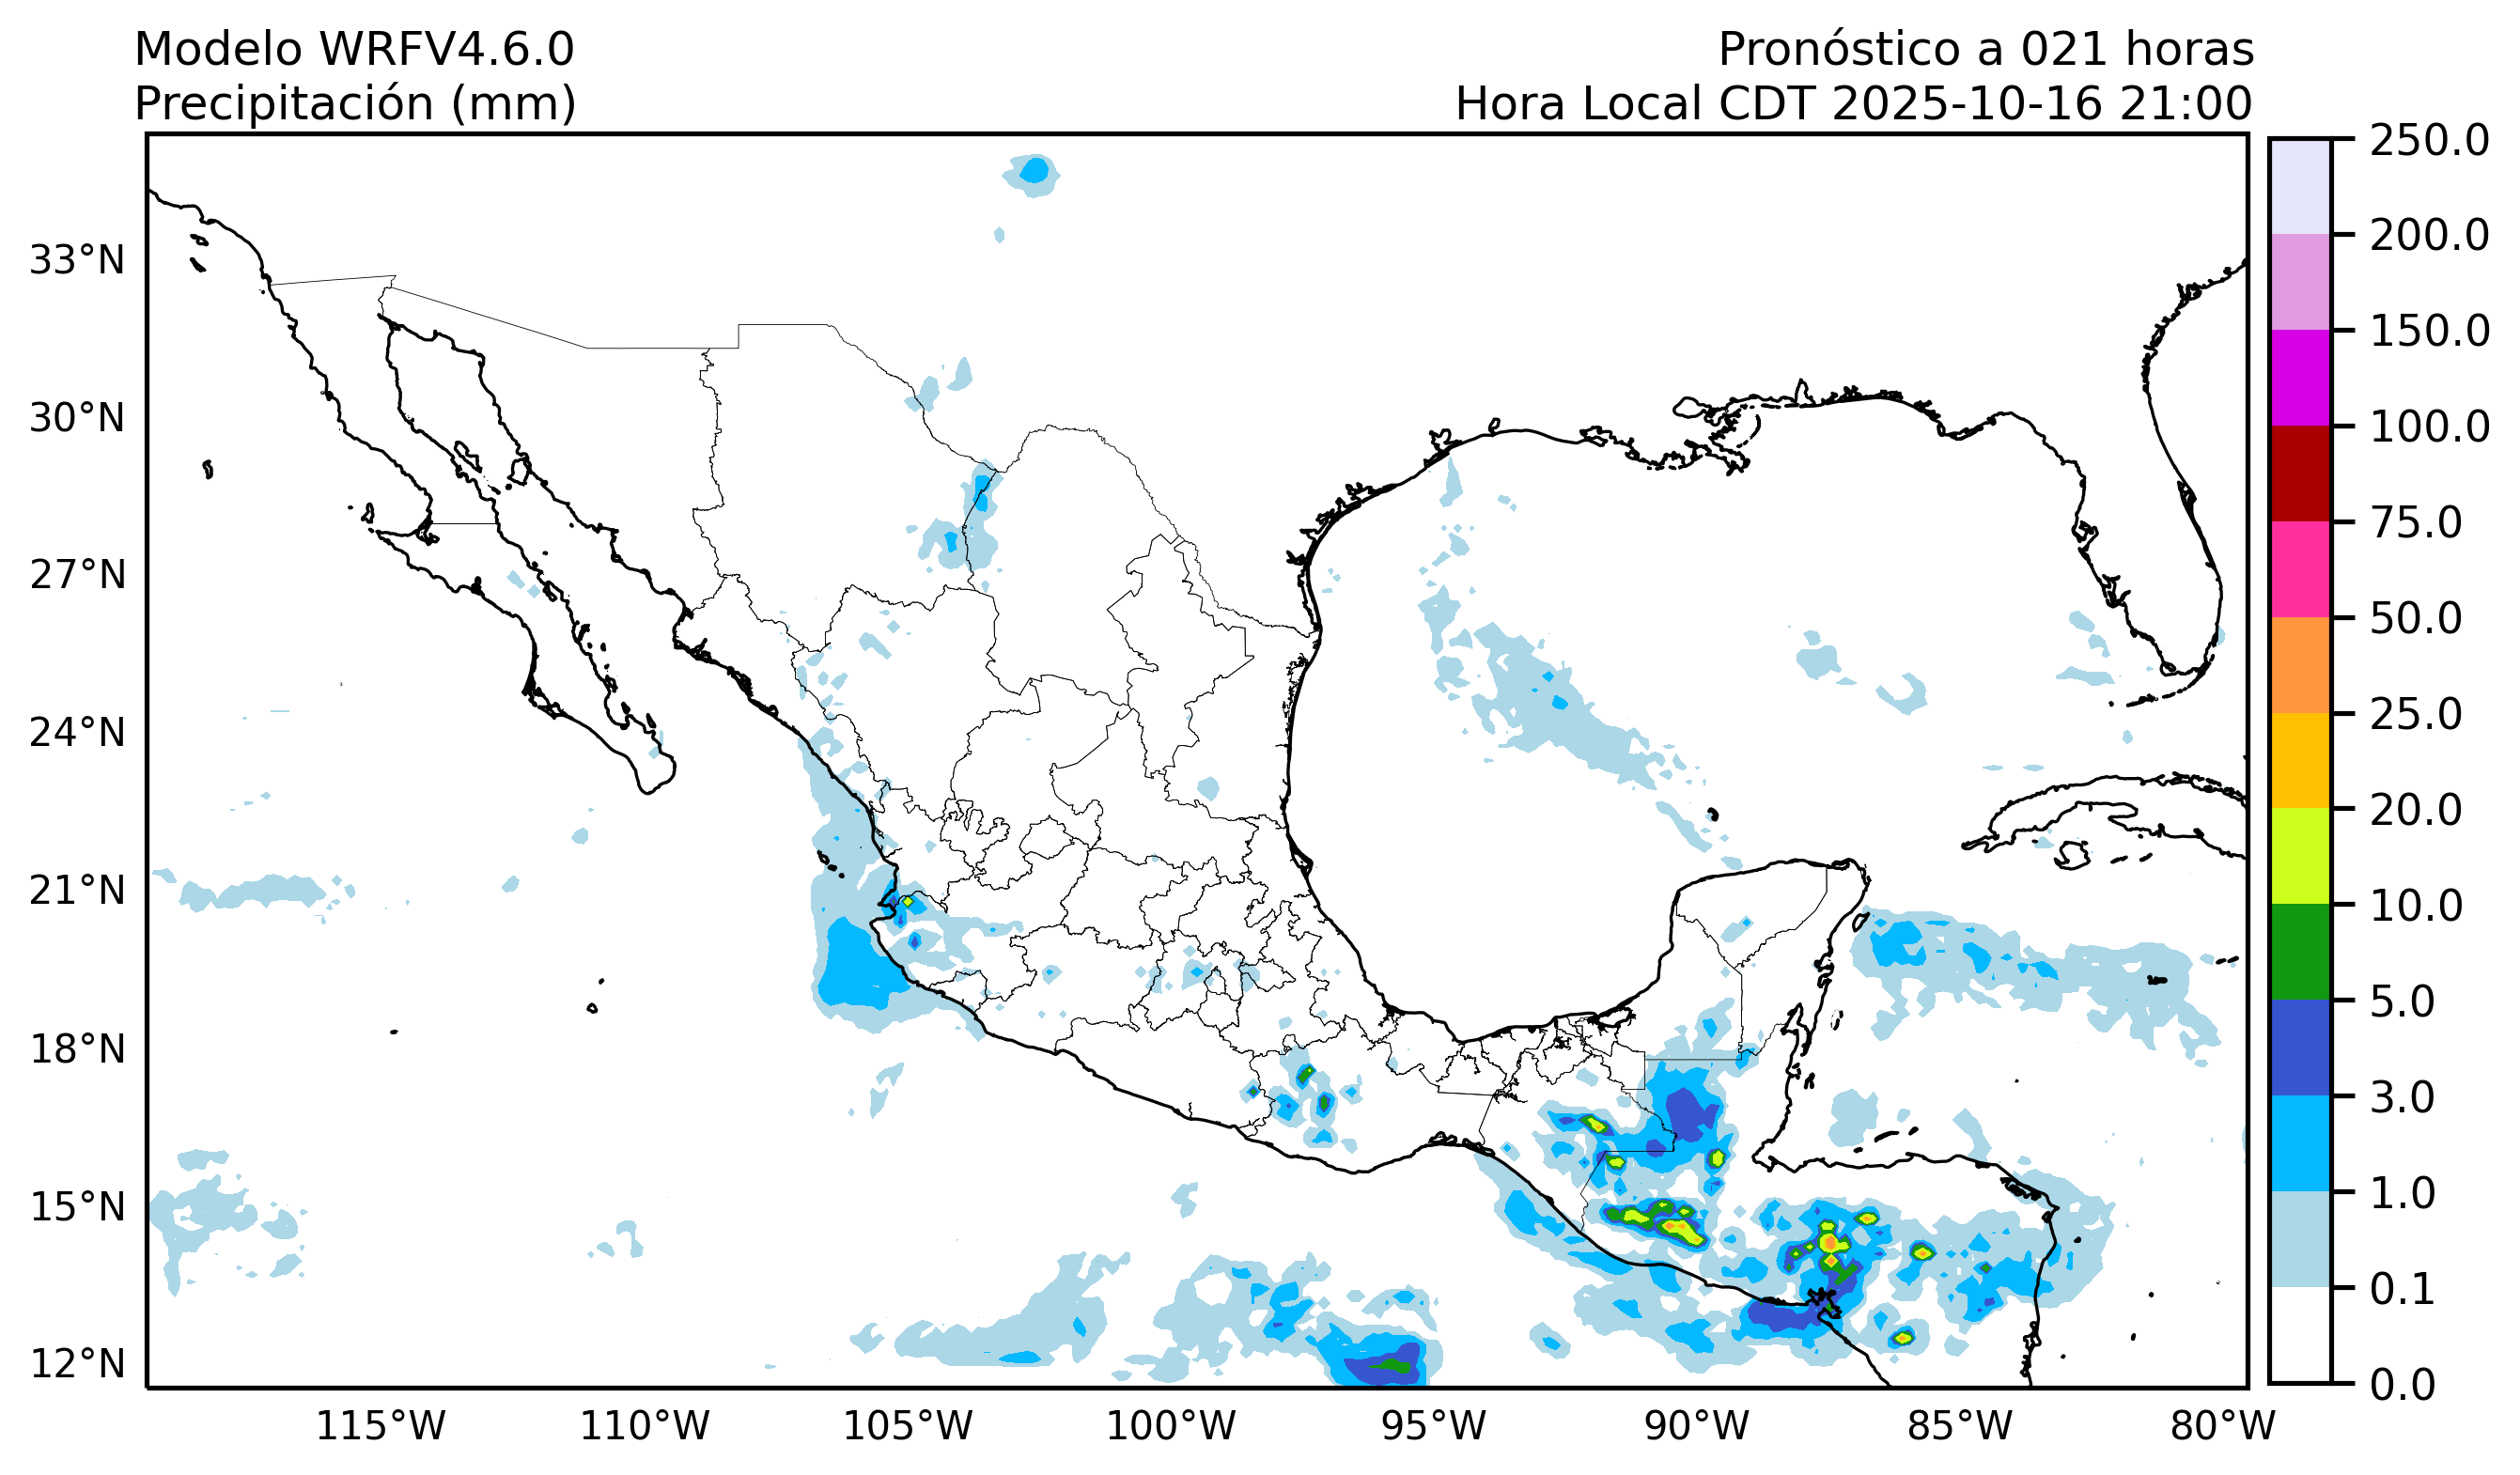 Modelo WRFV4.6.0
Precipitación (mm)
Pronóstico a 021 horas
Hora Local CDT 2025-10-16 21:00
33°N
30°N
27°N
24°N
21°N
18°N
15°N
12°N
115°W
110°W
105°W
100°W
95°W
90°W
85°W
80°W
250.0
200.0
150.0
100.0
75.0
50.0
25.0
20.0
10.0
5.0
3.0
1.0
0.1
0.0